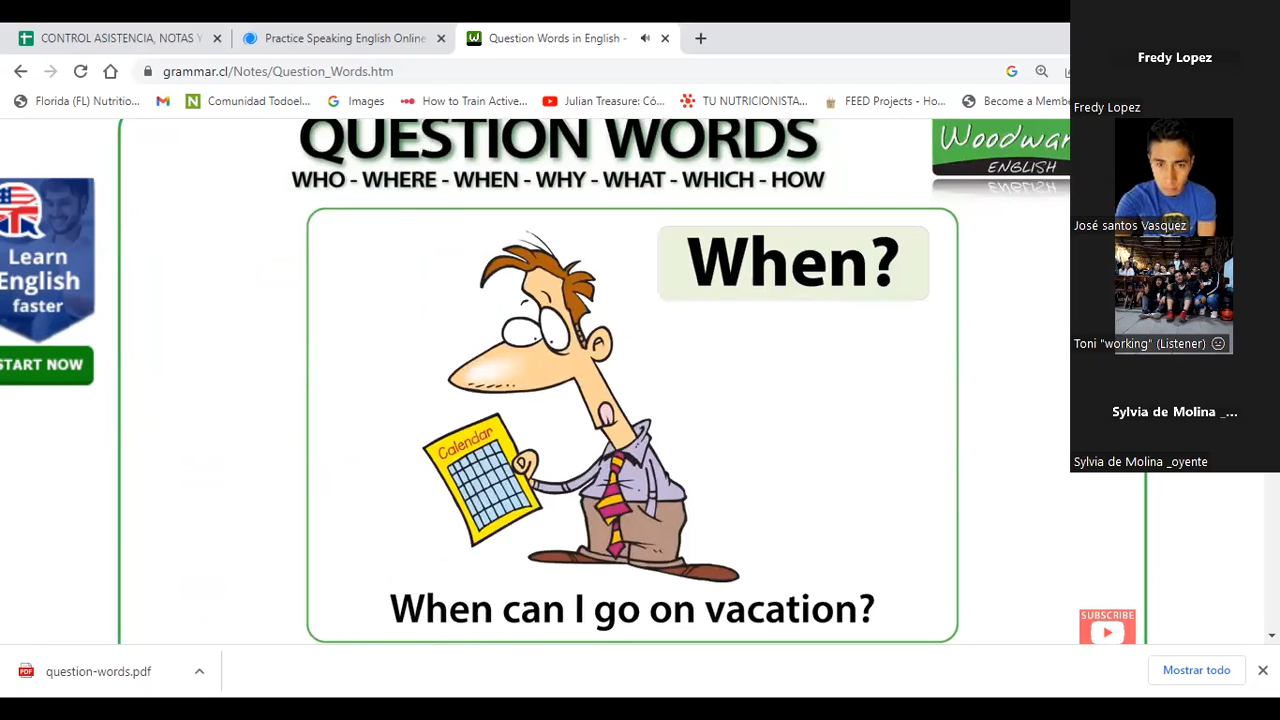 CONTROL ASISTENCIA, NOTAS Y
Practice Speaking English Online
Question Words in English -
grammar.cl/Notes/Question_Words.htm
Florida (FL) Nutritio...
Comunidad Todoel...
Images
How to Train Active...
Julian Treasure: Có...
TU NUTRICIONISTA...
FEED Projects - Ho...
Become a Memb
QUESTION WORDS
WHO - WHERE - WHEN - WHY - WHAT - WHICH - HOW
Woodwar
ENGLISH
Learn
English
faster
START NOW
When?
Calendar
When can I go on vacation?
SUBSCRIBE
Fredy Lopez
Fredy Lopez
José santos Vasquez
Toni "working" (Listener)
Sylvia de Molina _...
Sylvia de Molina _oyente
question-words.pdf
Mostrar todo